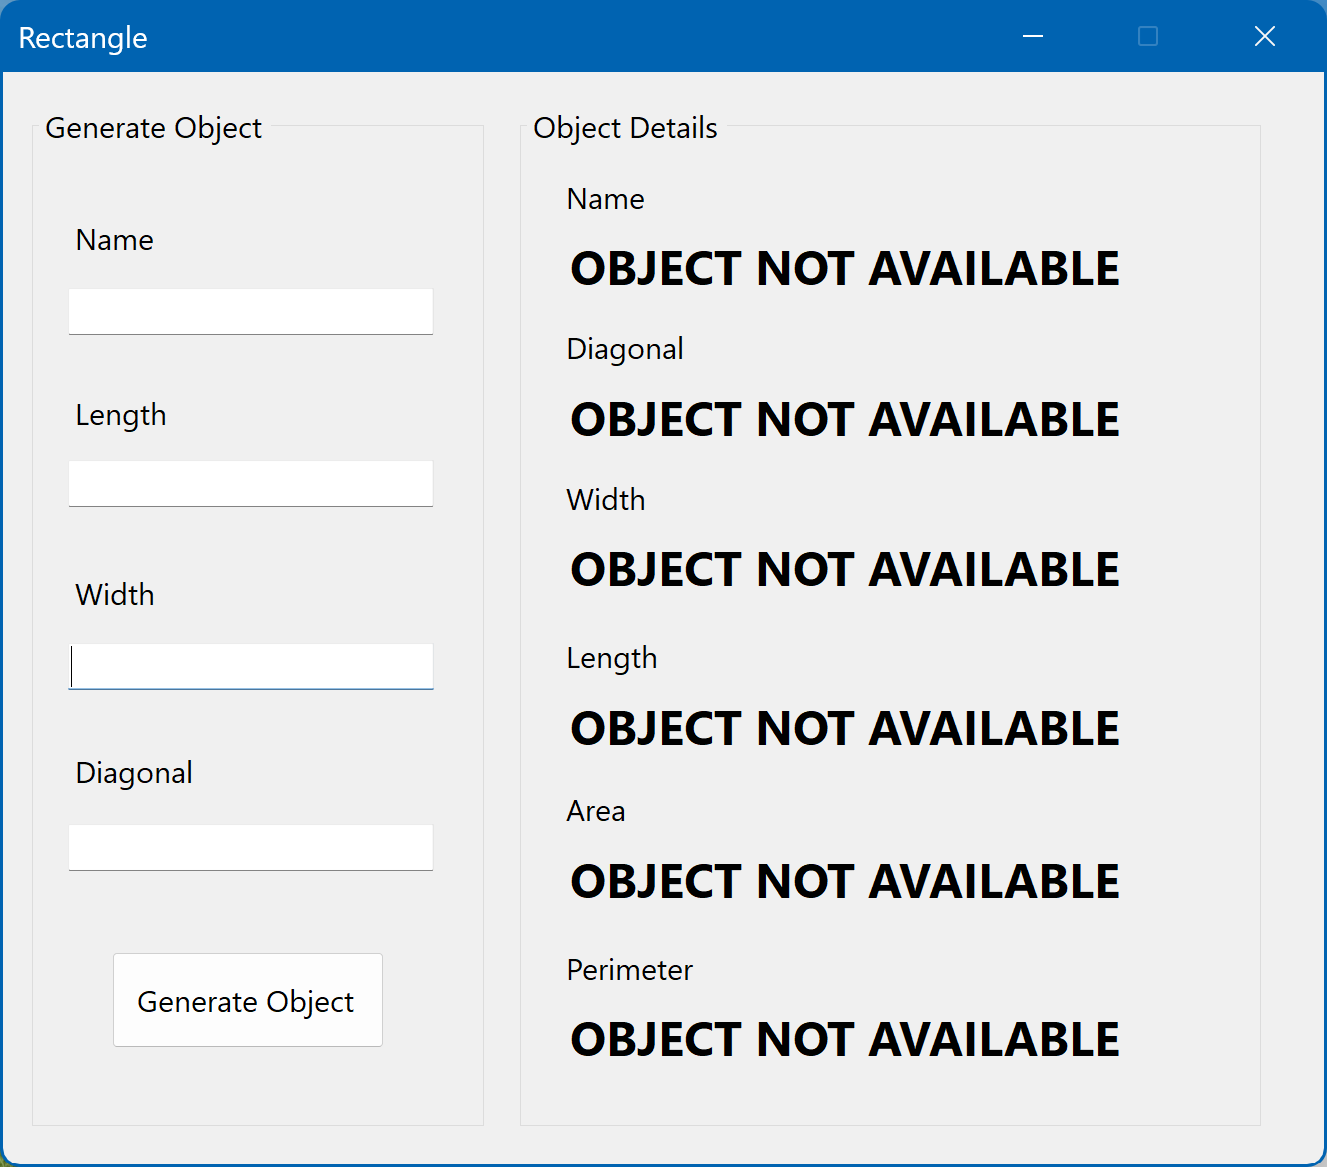 Rectangle
Generate Object
Name
Length
Width
Diagonal
Generate Object
Object Details
Name
OBJECT NOT AVAILABLE
Diagonal
OBJECT NOT AVAILABLE
Width
OBJECT NOT AVAILABLE
Length
OBJECT NOT AVAILABLE
Area
OBJECT NOT AVAILABLE
Perimeter
OBJECT NOT AVAILABLE